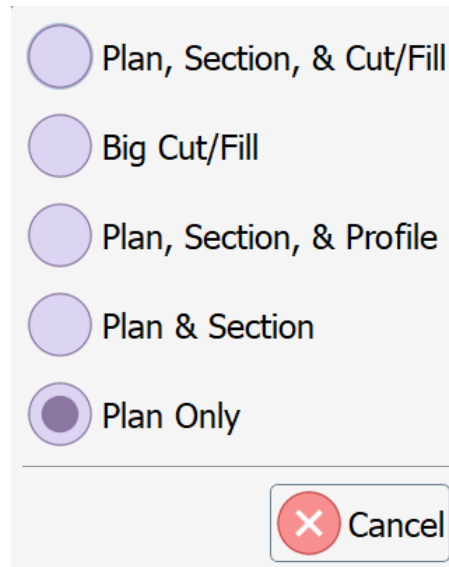 Plan, Section, & Cut/Fill
Big Cut/Fill
Plan, Section, & Profile
Plan & Section
Plan Only
Cancel